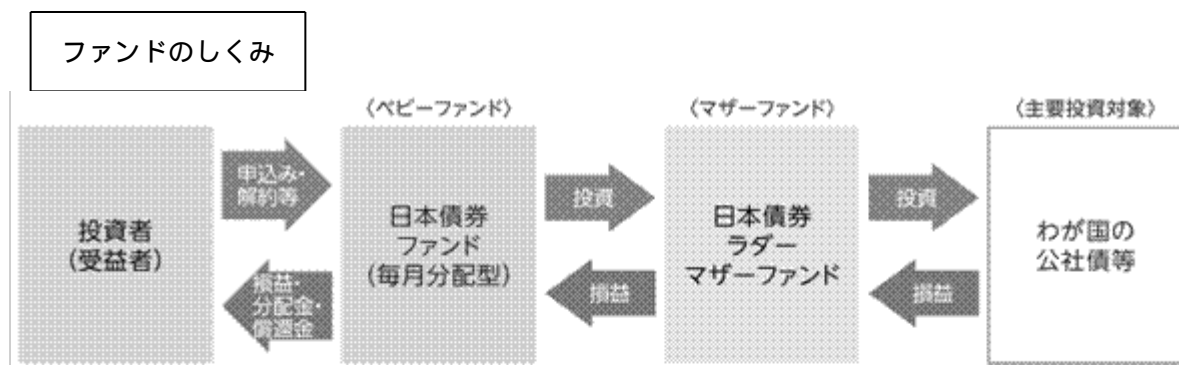 ファンドのしくみ
〈ベビーファンド〉
〈マザーファンド〉
〈主要投資対象〉
投資者
(受益者)
申込み・
解約等
損益・
分配金・
償還金
日本債券
ファンド
(毎月分配型)
投資
損益
日本債券
ラダー
マザーファンド
投資
損益
わが国の
公社債等